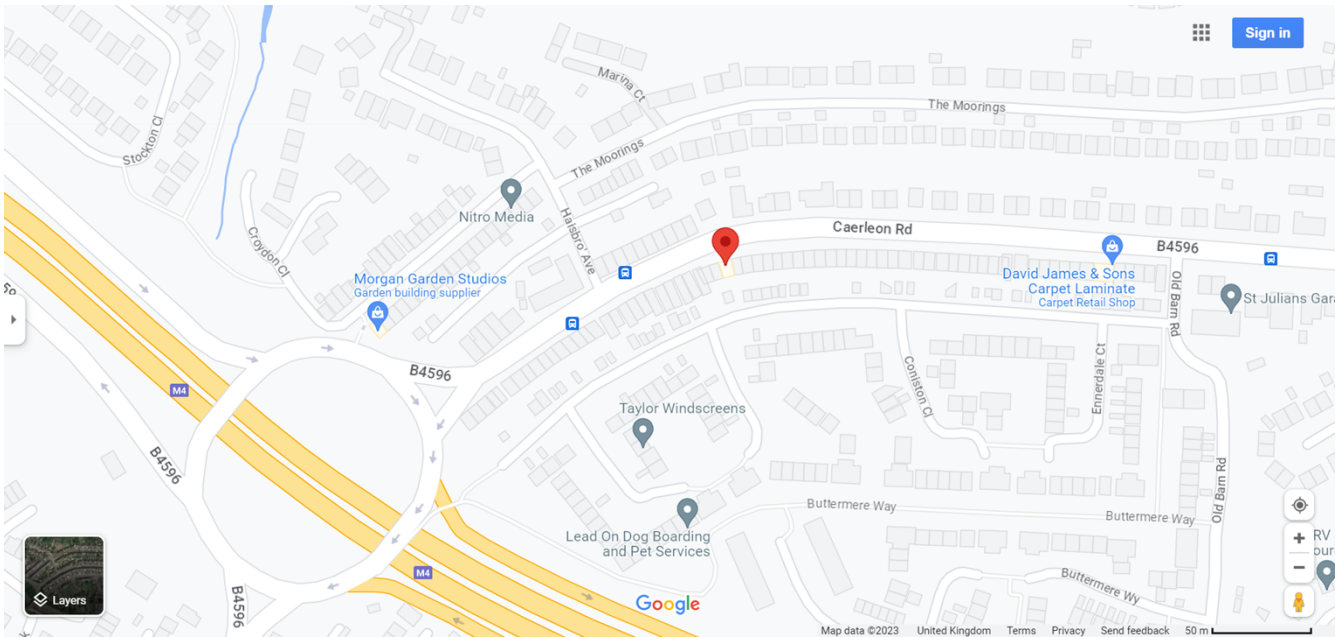 Sign in
Marina Ct
The Moorings
Stockton Cl
The Moorings
Nitro Media
Haisbro' Ave
Croydon Cl
Caerleon Rd
B4596
David James & Sons
Carpet Laminate
Carpet Retail Shop
Old Barn Rd
St Julians Gara
Morgan Garden Studios
Garden building supplier
B4596
M4
Coniston Cl
Ennerdale Ct
Taylor Windscreens
B4596
Old Barn Rd
Buttermere Way
Buttermere Way
Lead On Dog Boarding
and Pet Services
M4
Buttermere Wy
B4596
Layers
Google
Map data ©2023 United Kingdom Terms Privacy Send feedback 50 m